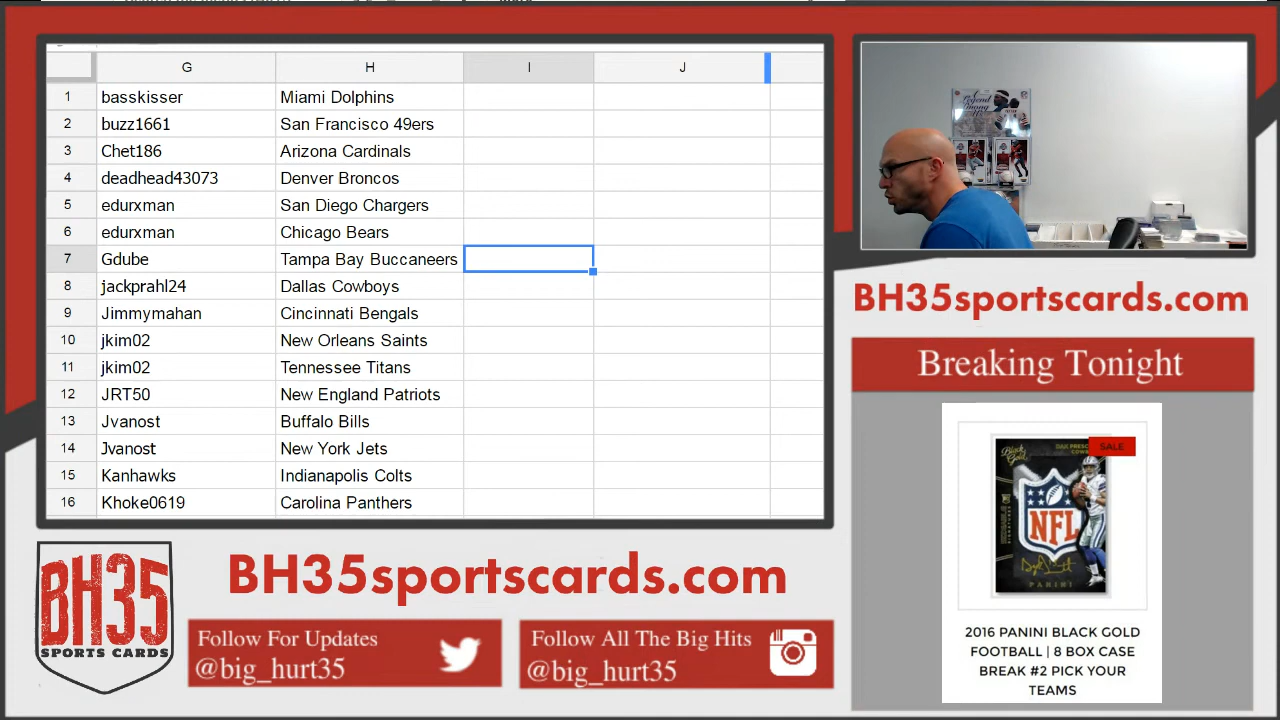 G H I J
1 basskisser Miami Dolphins
2 buzz1661 San Francisco 49ers
3 Chet186 Arizona Cardinals
4 deadhead43073 Denver Broncos
5 edurxman San Diego Chargers
6 edurxman Chicago Bears
7 Gdube Tampa Bay Buccaneers
8 jackprahl24 Dallas Cowboys
9 Jimmymahan Cincinnati Bengals
10 jkim02 New Orleans Saints
11 jkim02 Tennessee Titans
12 JRT50 New England Patriots
13 Jvanost Buffalo Bills
14 Jvanost New York Jets
15 Kanhawks Indianapolis Colts
16 Khoke0619 Carolina Panthers
BH35sportscards.com
Breaking Tonight
SALE
Black
Gold
NFL
PANINI
2016 PANINI BLACK GOLD
FOOTBALL | 8 BOX CASE
BREAK #2 PICK YOUR
TEAMS
BH35
SPORTS CARDS
BH35sportscards.com
Follow For Updates
@big_hurt35
Follow All The Big Hits
@big_hurt35